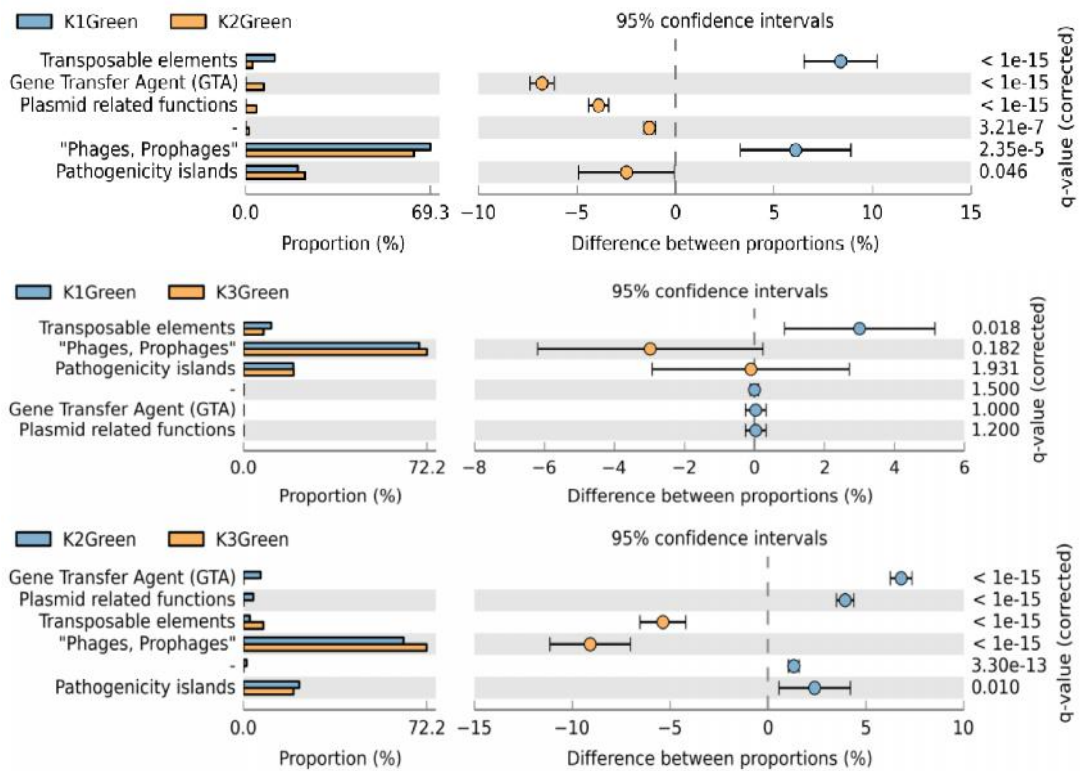 K1Green K2Green 95% confidence intervals
Transposable elements < 1e-15
Gene Transfer Agent (GTA) < 1e-15
Plasmid related functions < 1e-15
- 3.21e-7
"Phages, Prophages" 2.35e-5
Pathogenicity islands 0.046
q-value (corrected)
0.0 69.3 −10 −5 0 5 10 15
Proportion (%) Difference between proportions (%)
K1Green K3Green 95% confidence intervals
Transposable elements 0.018
"Phages, Prophages" 0.182
Pathogenicity islands 1.931
- 1.500
Gene Transfer Agent (GTA) 1.000
Plasmid related functions 1.200
q-value (corrected)
0.0 72.2 −8 −6 −4 −2 0 2 4 6
Proportion (%) Difference between proportions (%)
K2Green K3Green 95% confidence intervals
Gene Transfer Agent (GTA) < 1e-15
Plasmid related functions < 1e-15
Transposable elements < 1e-15
"Phages, Prophages" < 1e-15
- 3.30e-13
Pathogenicity islands 0.010
q-value (corrected)
0.0 72.2 −15 −10 −5 0 5 10
Proportion (%) Difference between proportions (%)